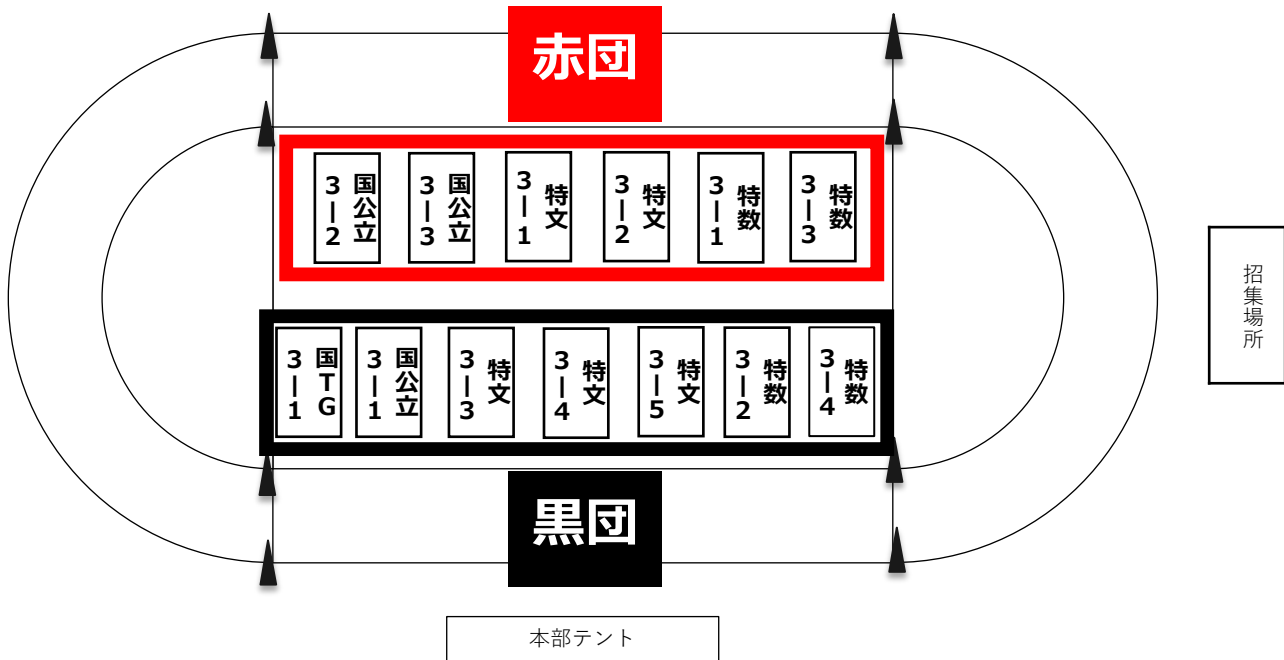 赤団
国公立
3ー2
国公立
3ー3
特文
3ー1
特文
3ー2
特数
3ー1
特数
3ー3
国TG
3ー1
国公立
3ー1
特文
3ー3
特文
3ー4
特文
3ー5
特数
3ー2
特数
3ー4
黒団
招集場所
本部テント